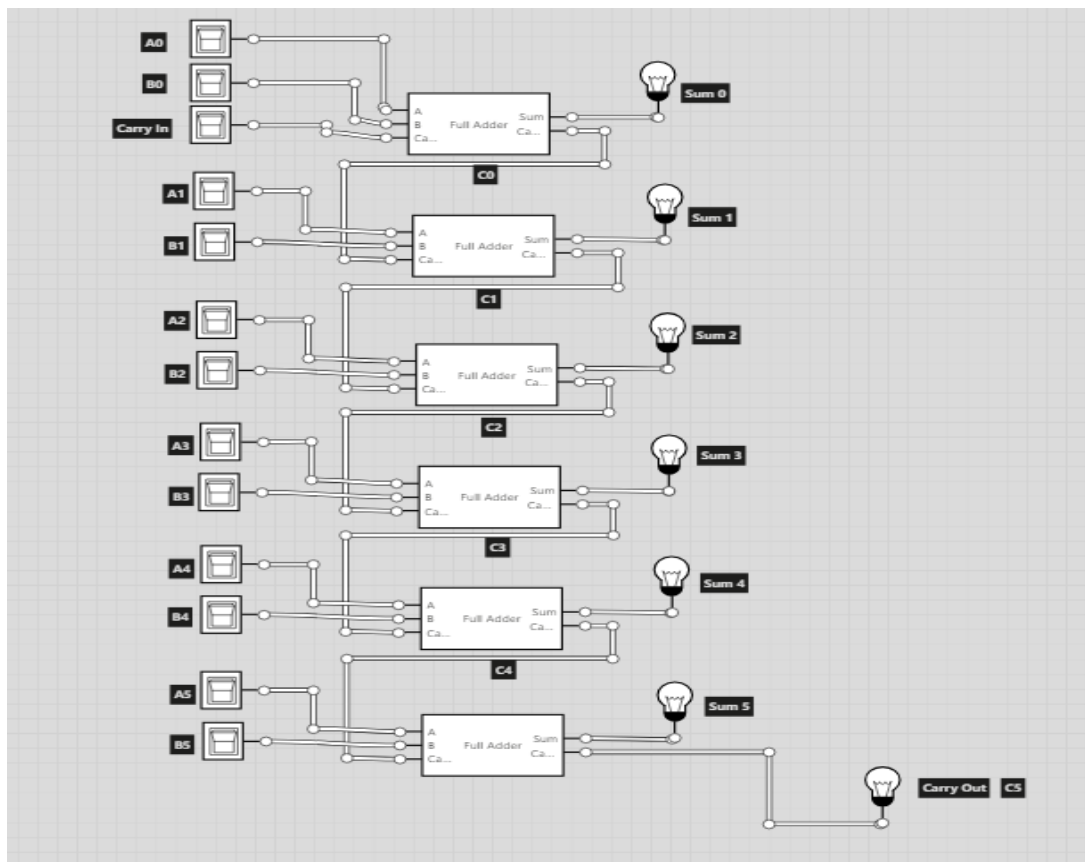 A0
B0
Carry In
A
B
Ca...
Full Adder
Sum
Ca...
Sum 0
C0
A1
B1
A
B
Ca...
Full Adder
Sum
Ca...
Sum 1
C1
A2
B2
A
B
Ca...
Full Adder
Sum
Ca...
Sum 2
C2
A3
B3
A
B
Ca...
Full Adder
Sum
Ca...
Sum 3
C3
A4
B4
A
B
Ca...
Full Adder
Sum
Ca...
Sum 4
C4
A5
B5
A
B
Ca...
Full Adder
Sum
Ca...
Sum 5
Carry Out C5